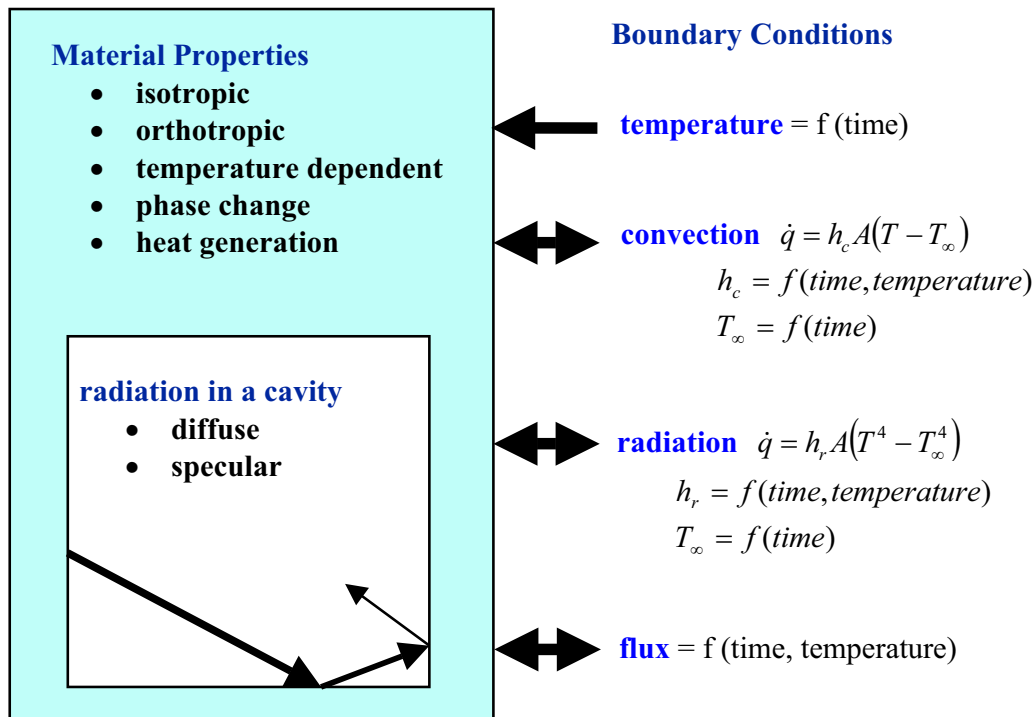 Material Properties
• isotropic
• orthotropic
• temperature dependent
• phase change
• heat generation
radiation in a cavity
• diffuse
• specular
Boundary Conditions
temperature = f (time)
convection q̇ = h_c A(T − T_∞)
h_c = f(time, temperature)
T_∞ = f(time)
radiation q̇ = h_r A(T⁴ − T_∞⁴)
h_r = f(time, temperature)
T_∞ = f(time)
flux = f (time, temperature)